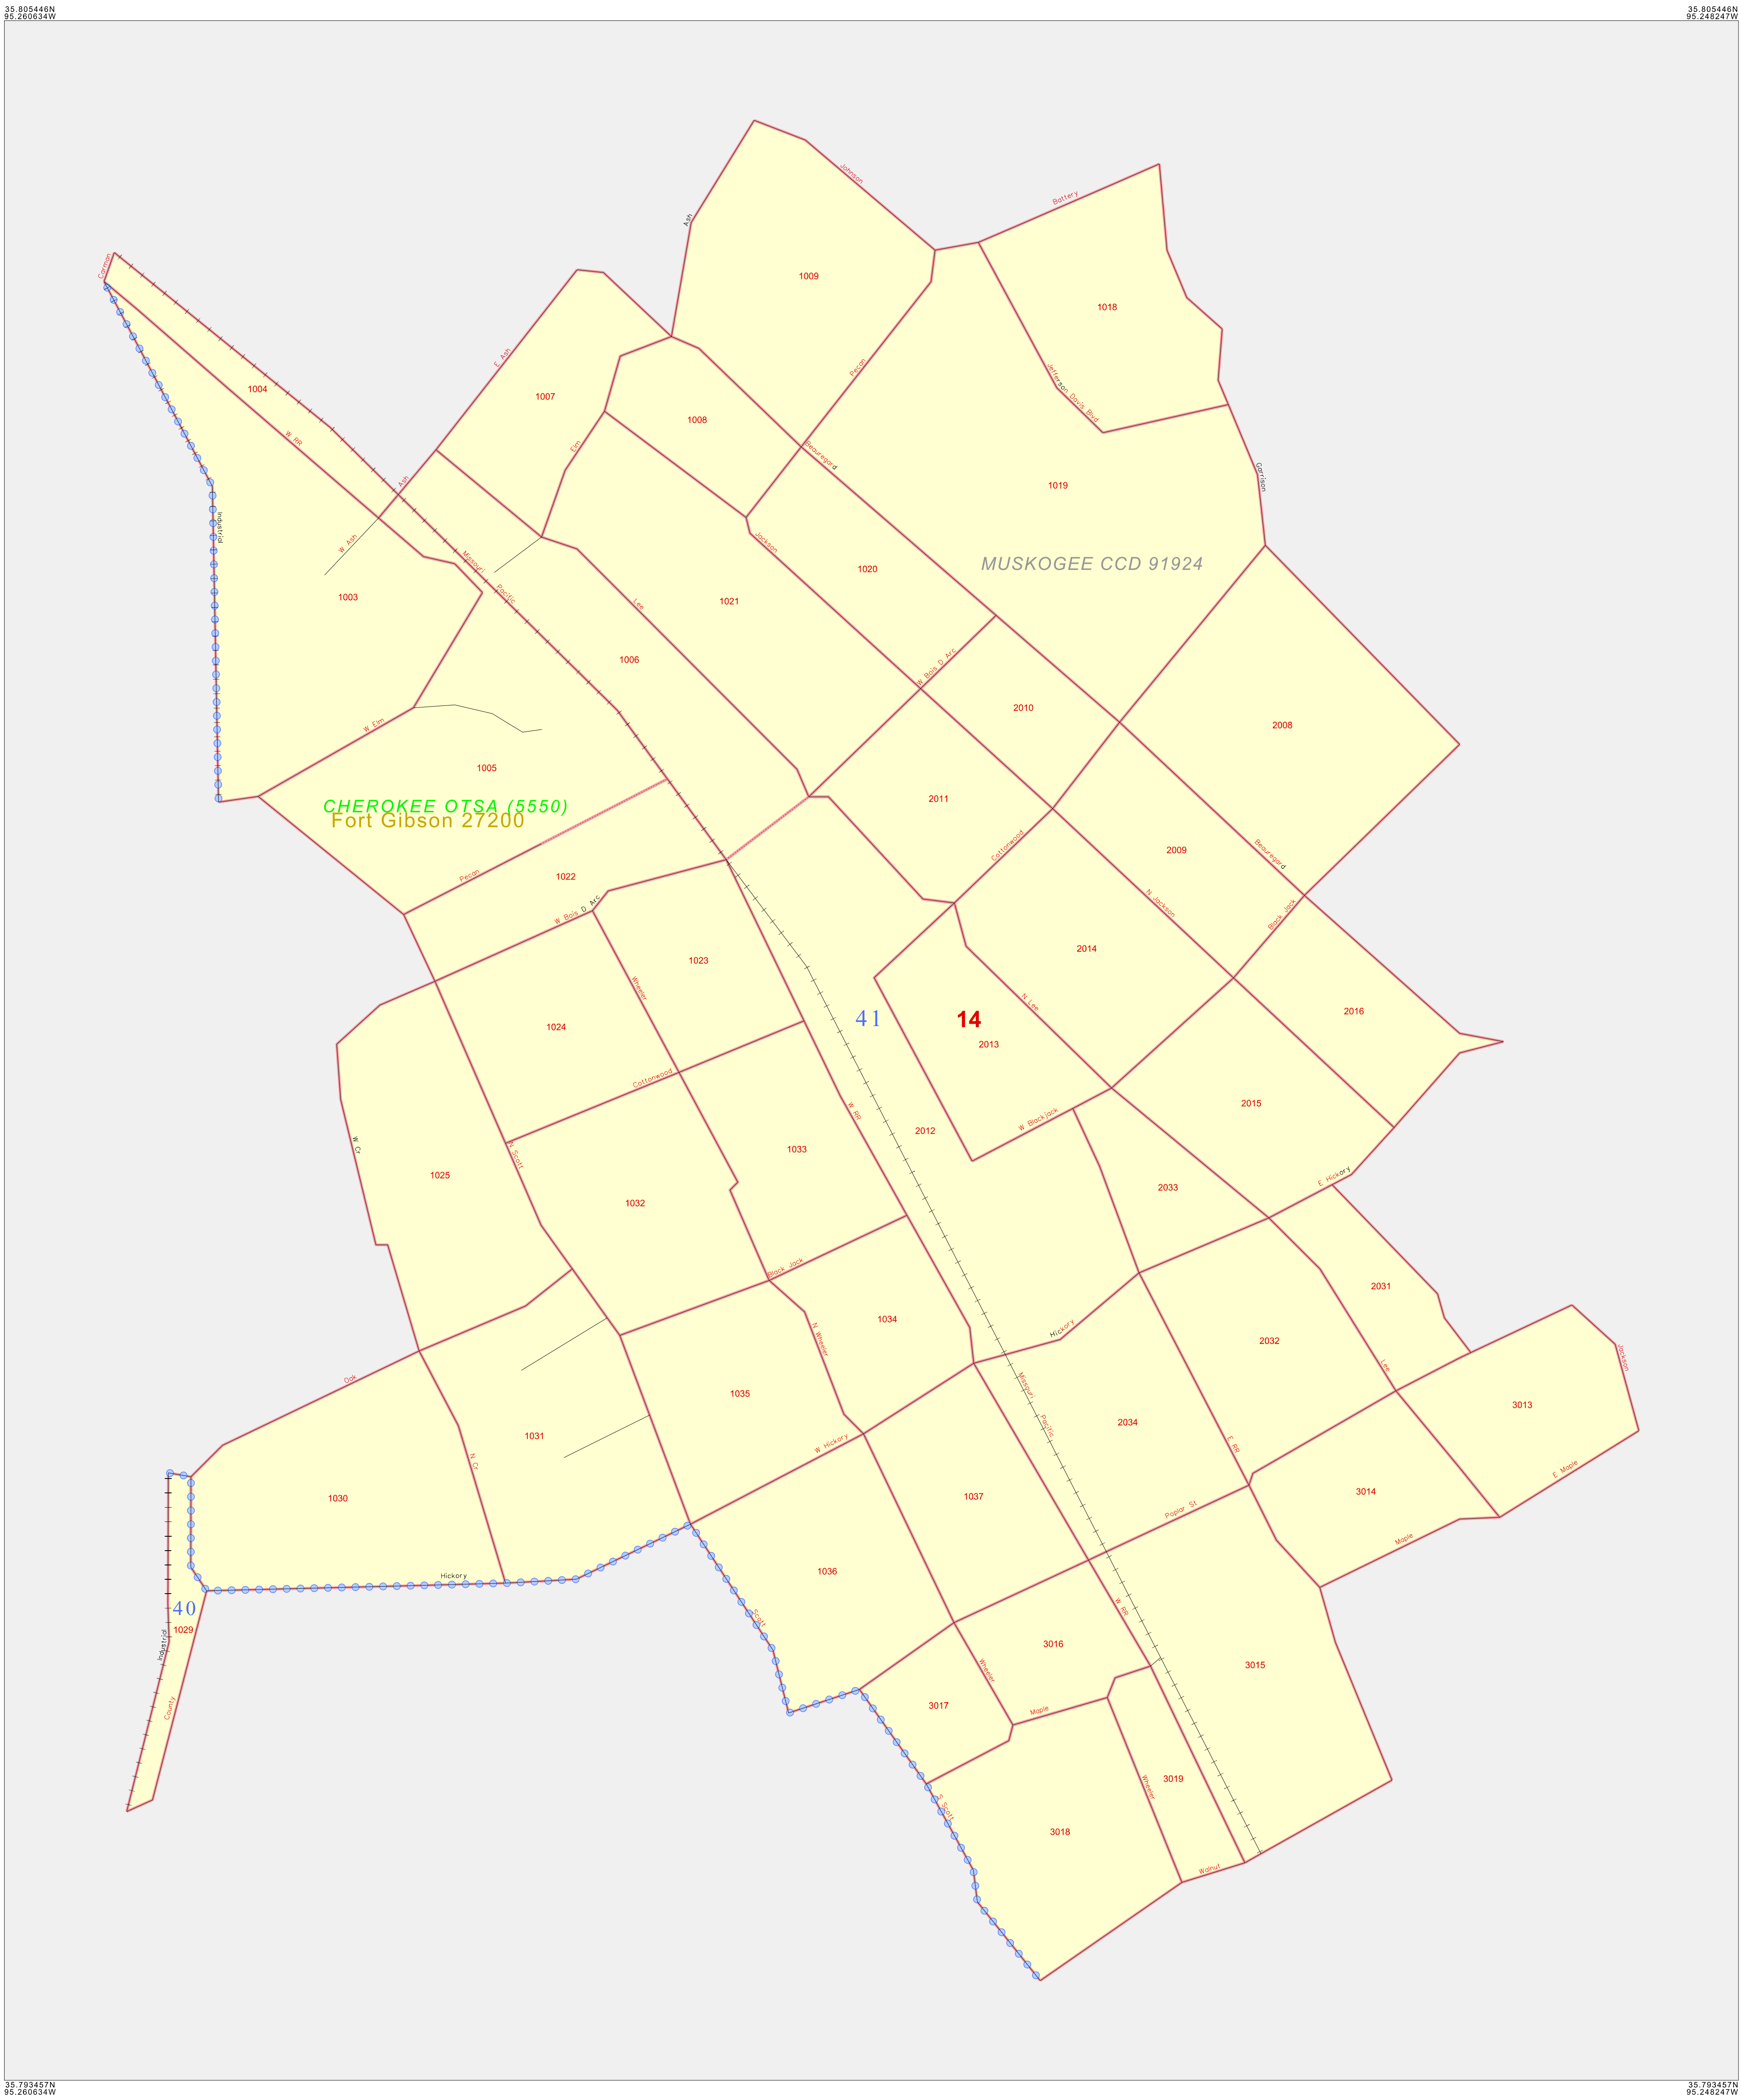 35.805446N
95.260634W
35.805446N
95.248247W
Johnson
Battery
Ash
Carman
1009
1018
E Ash
Pecan
Jefferson Davis Blvd
1004
1007
1008
W RR
Elm
Beauregard
Ash
1019
Garrison
Industrial
W Ash
Jackson
Missouri
Pacific
MUSKOGEE CCD 91924
1020
1003
Lee
1021
1006
W Bois D Arc
2010
W Elm
2008
1005
CHEROKEE OTSA (5550)
Fort Gibson 27200
2011
Cottonwood
2009
Beauregard
Pecan
1022
W Bois D Arc
N Jackson
Black Jack
2014
1023
Wheeler
N Lee
41
14
2016
1024
2013
Cottonwood
W RR
2015
W Blackjack
2012
W Cr
N Scott
1033
1025
E Hickory
2033
1032
Black Jack
2031
1034
Hickory
N Wheeler
2032
Jackson
Lee
Oak
Missouri
Pacific
1035
3013
2034
1031
W Hickory
E RR
N Cr
E Maple
3014
1030
1037
Poplar St
Maple
1036
Hickory
W RR
40
Scott
1029
Industrial
3016
County
Wheeler
3015
3017
Maple
3019
Wheeler
S Scott
3018
Walnut
35.793457N
95.260634W
35.793457N
95.248247W